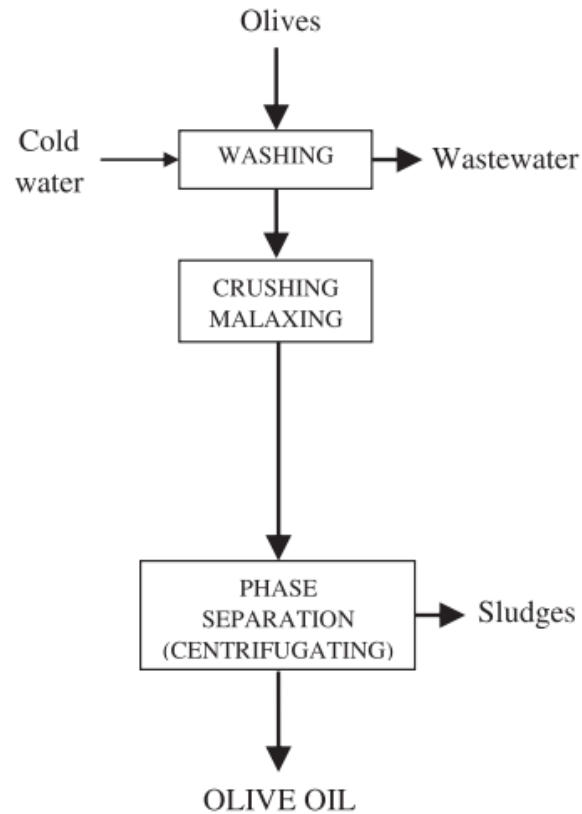 Olives
Cold
water
WASHING
Wastewater
CRUSHING
MALAXING
PHASE
SEPARATION
(CENTRIFUGATING)
Sludges
OLIVE OIL